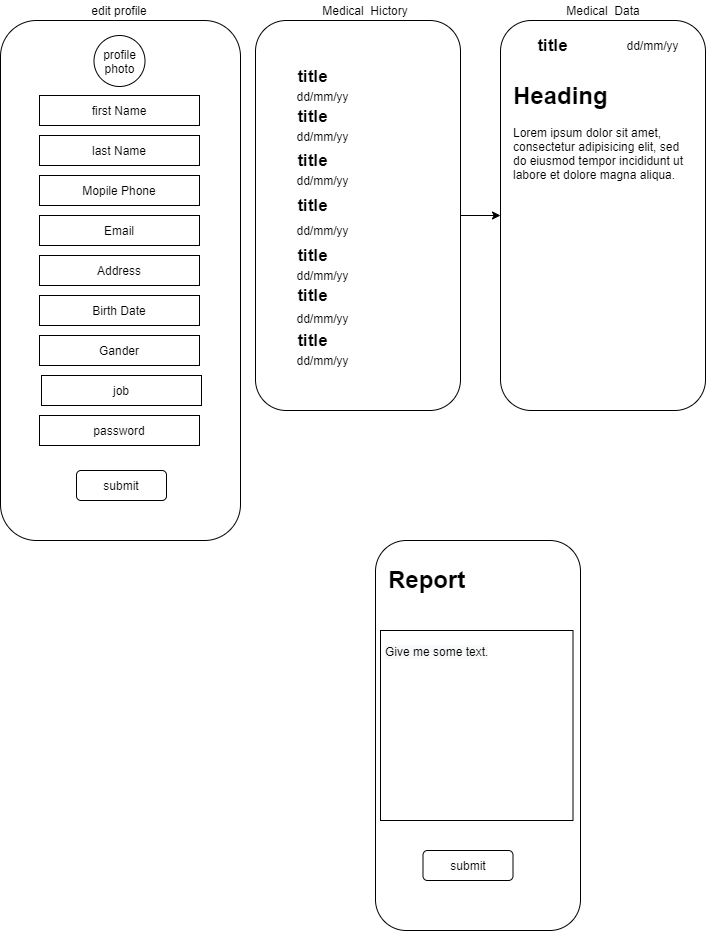 edit profile
profile
photo
first Name
last Name
Mopile Phone
Email
Address
Birth Date
Gander
job
password
submit
Medical  Hictory
title
dd/mm/yy
title
dd/mm/yy
title
dd/mm/yy
title
dd/mm/yy
title
dd/mm/yy
title
dd/mm/yy
title
dd/mm/yy
Medical  Data
title dd/mm/yy
Heading
Lorem ipsum dolor sit amet,
consectetur adipisicing elit, sed
do eiusmod tempor incididunt ut
labore et dolore magna aliqua.
Report
Give me some text.
submit